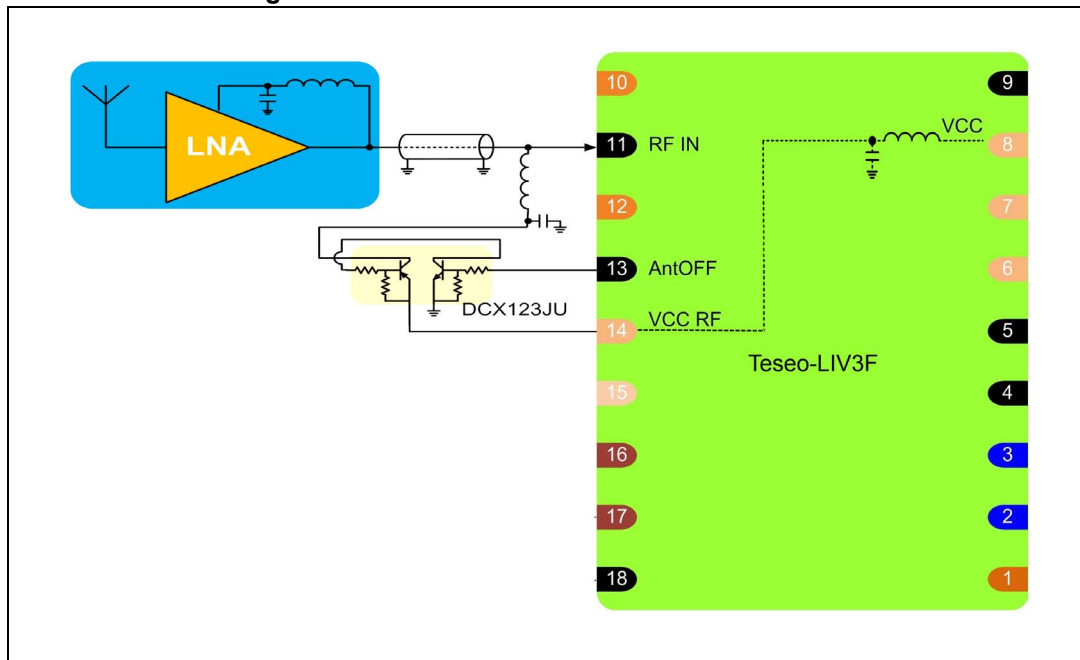 LNA
10
11 RF IN
12
13 AntOFF
14 VCC RF
15
16
17
18
DCX123JU
Teseo-LIV3F
9
VCC
8
7
6
5
4
3
2
1